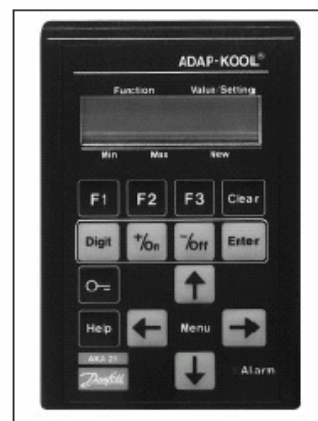 ADAP-KOOL®
Function Value/Setting
Min Max New
F1 F2 F3 Clear
Digit +/On -/Off Enter
Help Menu
AKA 21
Danfoss Alarm